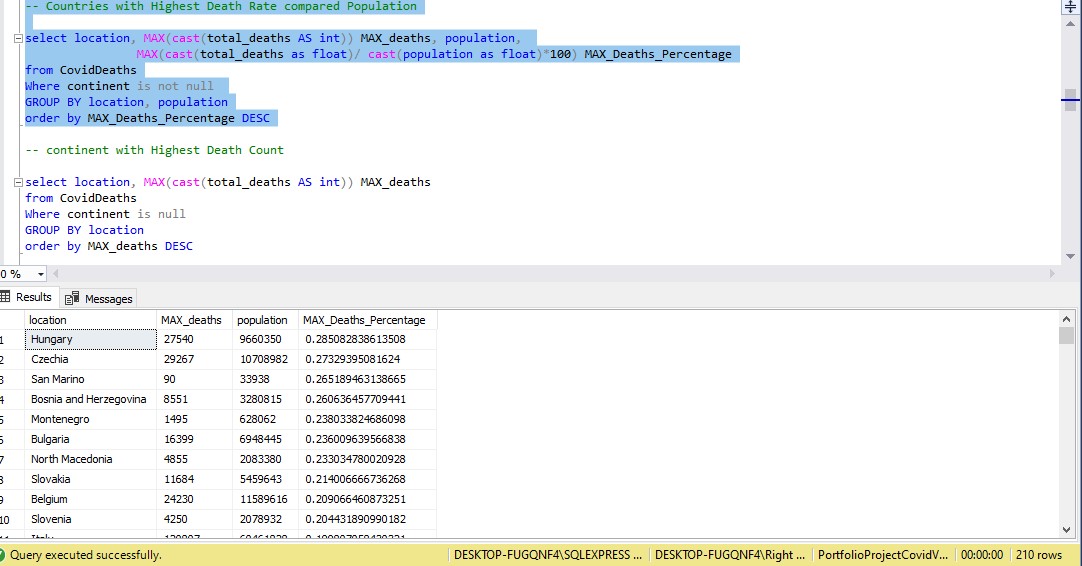 -- Countries with Highest Death Rate compared Population
select location, MAX(cast(total_deaths AS int)) MAX_deaths, population,
MAX(cast(total_deaths as float)/ cast(population as float)*100) MAX_Deaths_Percentage
from CovidDeaths
Where continent is not null
GROUP BY location, population
order by MAX_Deaths_Percentage DESC
-- continent with Highest Death Count
select location, MAX(cast(total_deaths AS int)) MAX_deaths
from CovidDeaths
Where continent is null
GROUP BY location
order by MAX_deaths DESC
0 %
Results Messages
location MAX_deaths population MAX_Deaths_Percentage
1 Hungary 27540 9660350 0.285082838613508
2 Czechia 29267 10708982 0.27329395081624
3 San Marino 90 33938 0.265189463138665
4 Bosnia and Herzegovina 8551 3280815 0.260636457709441
5 Montenegro 1495 628062 0.238033824686098
6 Bulgaria 16399 6948445 0.236009639566838
7 North Macedonia 4855 2083380 0.233034780020928
8 Slovakia 11684 5459643 0.214006666736268
9 Belgium 24230 11589616 0.209066460873251
10 Slovenia 4250 2078932 0.204431890990182
Query executed successfully. DESKTOP-FUGQNF4\SQLEXPRESS ... DESKTOP-FUGQNF4\Right ... PortfolioProjectCovidV... 00:00:00 210 rows